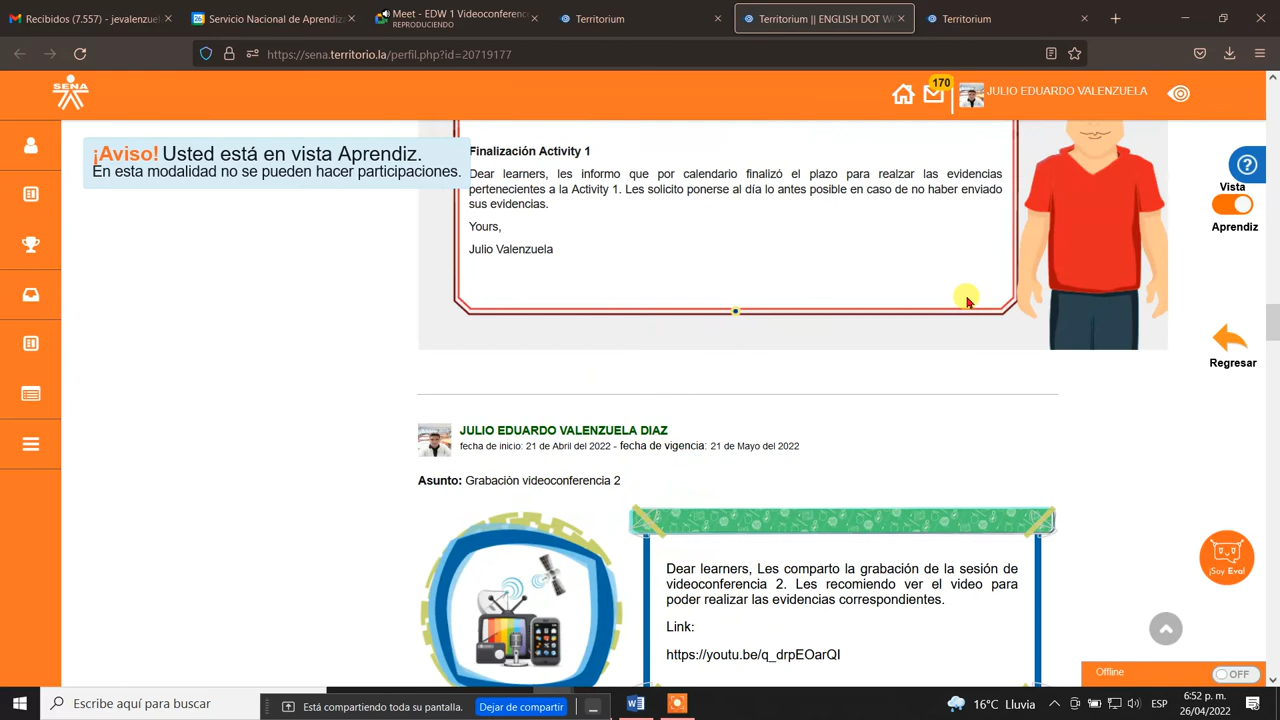 Recibidos (7.557) - jevalenzuel
Servicio Nacional de Aprendiza
Meet - EDW 1 Videoconferenc
REPRODUCIENDO
Territorium
Territorium || ENGLISH DOT W
Territorium
https://sena.territorio.la/perfil.php?id=20719177
SENA
170
JULIO EDUARDO VALENZUELA
¡Aviso! Usted está en vista Aprendiz.
En esta modalidad no se pueden hacer participaciones.
Vista
Aprendiz
Regresar
Finalización Activity 1
Dear learners, les informo que por calendario finalizó el plazo para realzar las evidencias
pertenecientes a la Activity 1. Les solicito ponerse al día lo antes posible en caso de no haber enviado
sus evidencias.
Yours,
Julio Valenzuela
JULIO EDUARDO VALENZUELA DIAZ
fecha de inicio: 21 de Abril del 2022 - fecha de vigencia: 21 de Mayo del 2022
Asunto: Grabación videoconferencia 2
Dear learners, Les comparto la grabación de la sesión de
videoconferencia 2. Les recomiendo ver el video para
poder realizar las evidencias correspondientes.
Link:
https://youtu.be/q_drpEOarQI
¡Soy Eva!
Offline
OFF
Escribe aquí para buscar
Está compartiendo toda su pantalla.
Dejar de compartir
16°C Lluvia
ESP
6:52 p. m.
26/04/2022